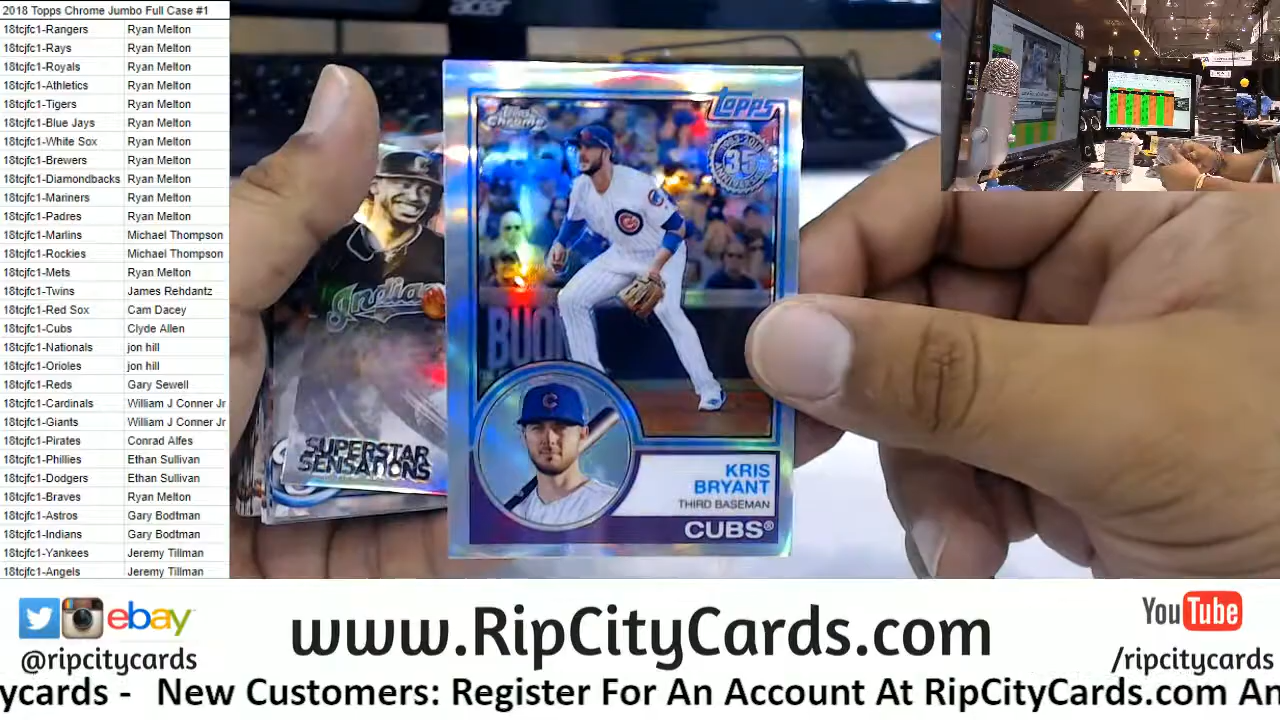 2018 Topps Chrome Jumbo Full Case #1
18tcjfc1-Rangers Ryan Melton
18tcjfc1-Rays Ryan Melton
18tcjfc1-Royals Ryan Melton
18tcjfc1-Athletics Ryan Melton
18tcjfc1-Tigers Ryan Melton
18tcjfc1-Blue Jays Ryan Melton
18tcjfc1-White Sox Ryan Melton
18tcjfc1-Brewers Ryan Melton
18tcjfc1-Diamondbacks Ryan Melton
18tcjfc1-Mariners Ryan Melton
18tcjfc1-Padres Ryan Melton
18tcjfc1-Marlins Michael Thompson
18tcjfc1-Rockies Michael Thompson
18tcjfc1-Mets Ryan Melton
18tcjfc1-Twins James Rehdantz
18tcjfc1-Red Sox Cam Dacey
18tcjfc1-Cubs Clyde Allen
18tcjfc1-Nationals jon hill
18tcjfc1-Orioles jon hill
18tcjfc1-Reds Gary Sewell
18tcjfc1-Cardinals William J Conner Jr
18tcjfc1-Giants William J Conner Jr
18tcjfc1-Pirates Conrad Alfes
18tcjfc1-Phillies Ethan Sullivan
18tcjfc1-Dodgers Ethan Sullivan
18tcjfc1-Braves Ryan Melton
18tcjfc1-Astros Gary Bodtman
18tcjfc1-Indians Gary Bodtman
18tcjfc1-Yankees Jeremy Tillman
18tcjfc1-Angels Jeremy Tillman
acer
Topps Chrome
Topps
35
ANNIVERSARY
C
Indians
SUPERSTAR
SENSATIONS
C
KRIS
BRYANT
THIRD BASEMAN
CUBS®
ebay
@ripcitycards
www.RipCityCards.com
YouTube
/ripcitycards
ycards - New Customers: Register For An Account At RipCityCards.com An